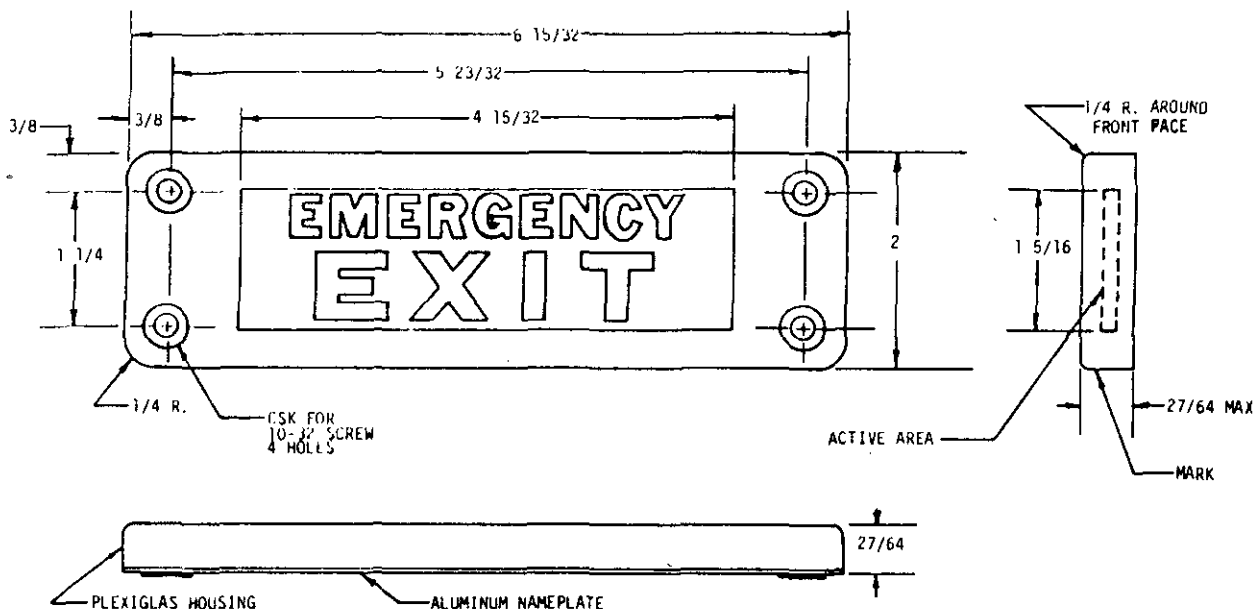 6 15/32
5 23/32
3/8
3/8
4 15/32
1/4 R. AROUND
FRONT PACE
EMERGENCY
EXIT
1 1/4
2
1 5/16
1/4 R.
CSK FOR
10-32 SCREW
4 HOLES
ACTIVE AREA
27/64 MAX
MARK
27/64
PLEXIGLAS HOUSING
ALUMINUM NAMEPLATE